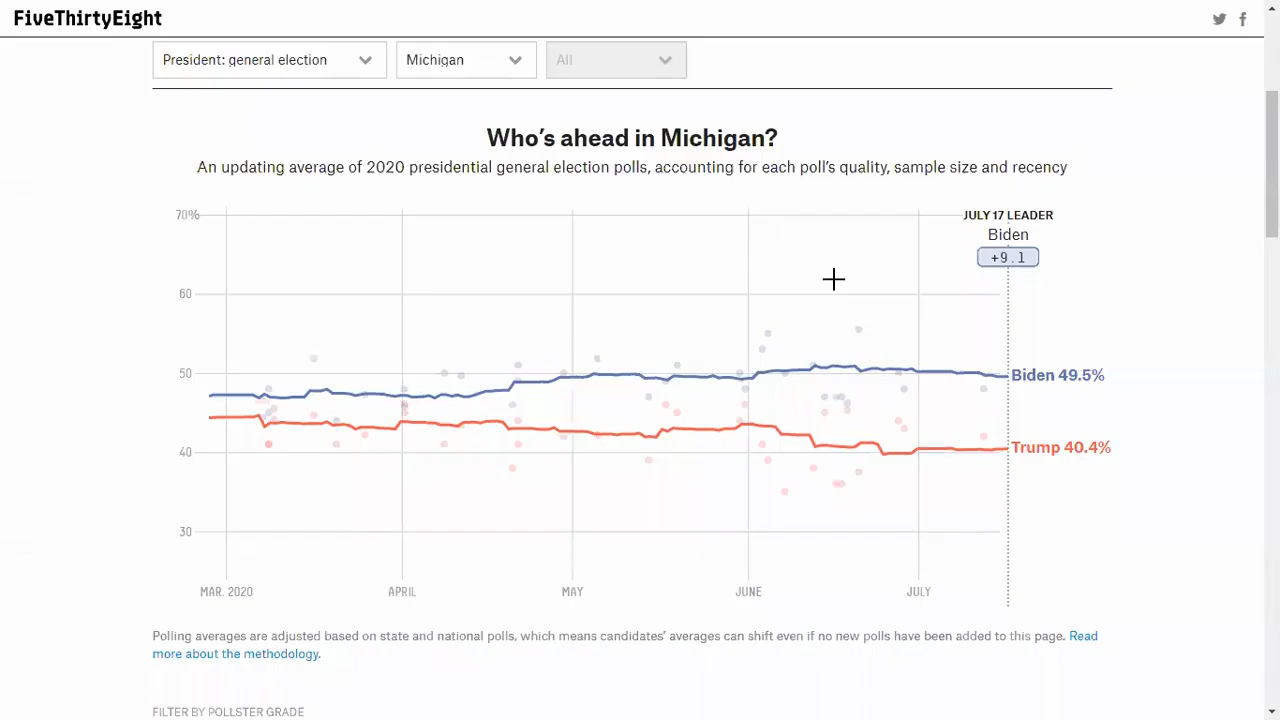 FiveThirtyEight
President: general election Michigan All
Who's ahead in Michigan?
An updating average of 2020 presidential general election polls, accounting for each poll's quality, sample size and recency
70%
JULY 17 LEADER
Biden
+9.1
60
50
Biden 49.5%
Trump 40.4%
40
30
MAR. 2020 APRIL MAY JUNE JULY
Polling averages are adjusted based on state and national polls, which means candidates' averages can shift even if no new polls have been added to this page. Read
more about the methodology.
FILTER BY POLLSTER GRADE